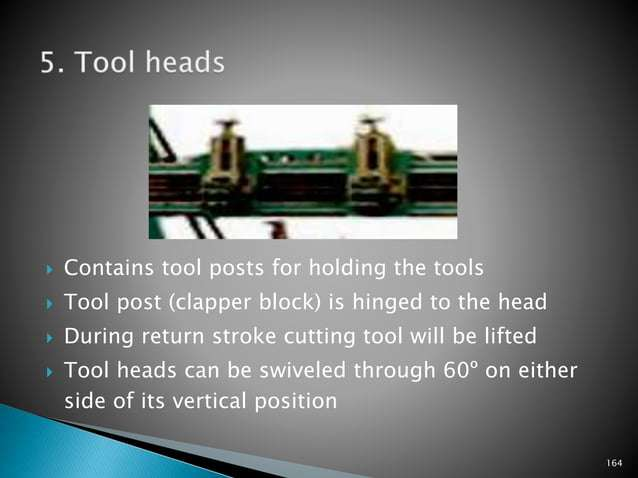 5. Tool heads
Contains tool posts for holding the tools
Tool post (clapper block) is hinged to the head
During return stroke cutting tool will be lifted
Tool heads can be swiveled through 60º on either
side of its vertical position
164